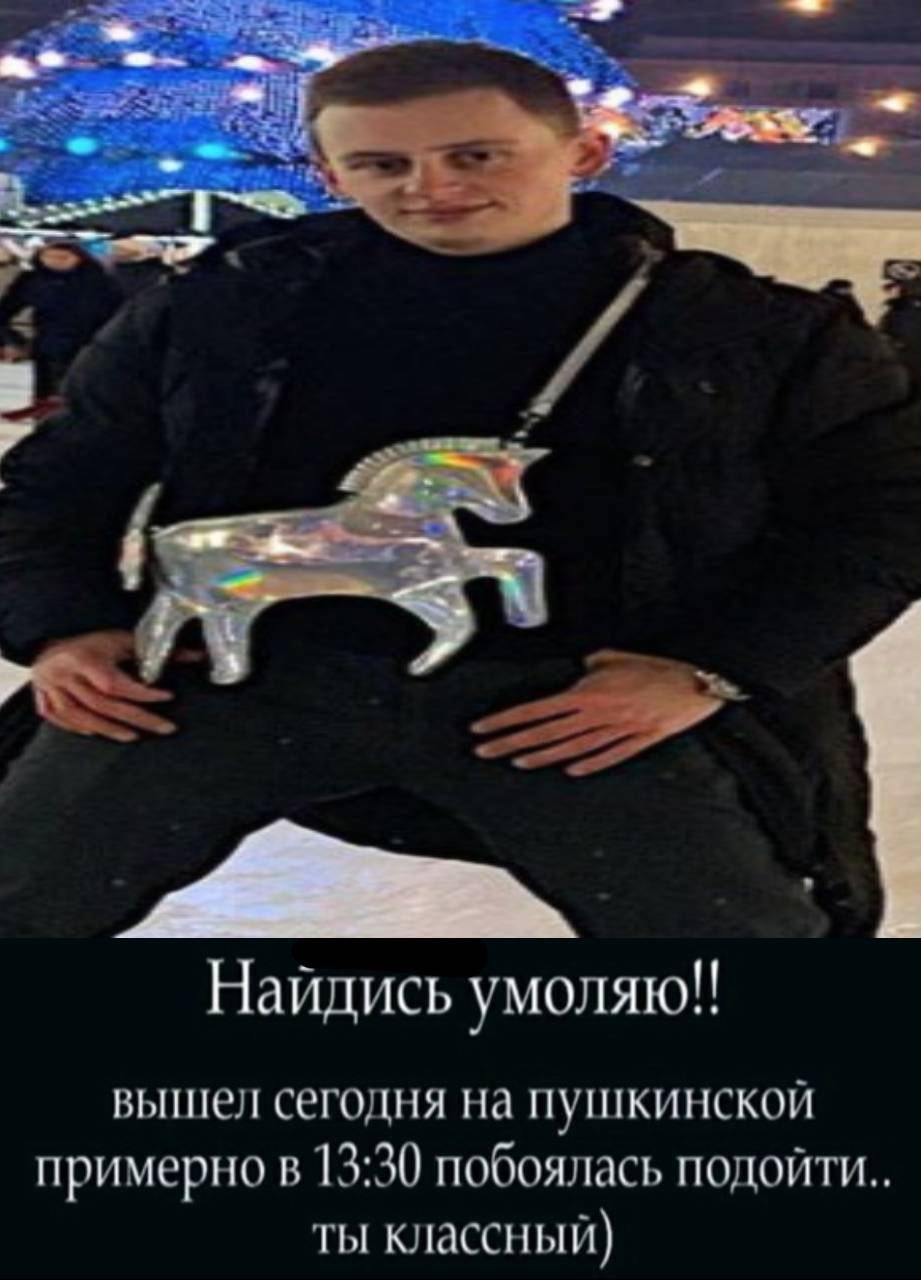 Найдись умоляю!!
вышел сегодня на пушкинской
примерно в 13:30 побоялась подойти..
ты классный)